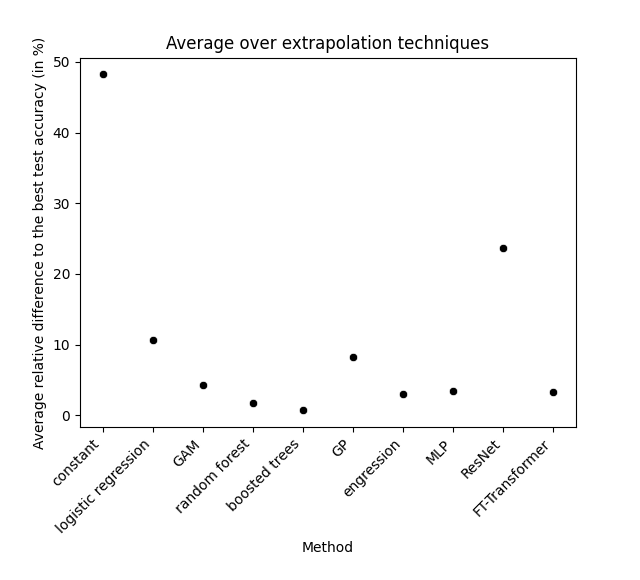 Average over extrapolation techniques
Average relative difference to the best test accuracy (in %)
50
40
30
20
10
0
constant
logistic regression
GAM
random forest
boosted trees
GP
engression
MLP
ResNet
FT-Transformer
Method